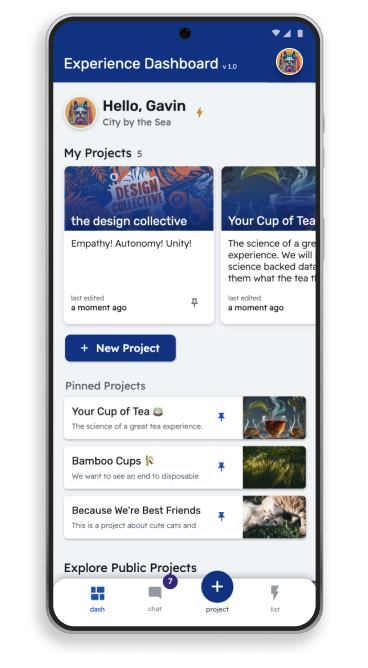 Experience Dashboard v 1.0
Hello, Gavin
City by the Sea
My Projects 5
DESIGN
COLLECTIVE
the design collective
Empathy! Autonomy! Unity!
last edited
a moment ago
Your Cup of Tea
The science of a gre
experience. We will
science backed data
them what the tea t
last edited
a moment ago
+ New Project
Pinned Projects
Your Cup of Tea 🍵
The science of a great tea experience.
Bamboo Cups 🎋
We want to see an end to disposable
Because We're Best Friends
This is a project about cute cats and
Explore Public Projects
dash
chat
7
project
list